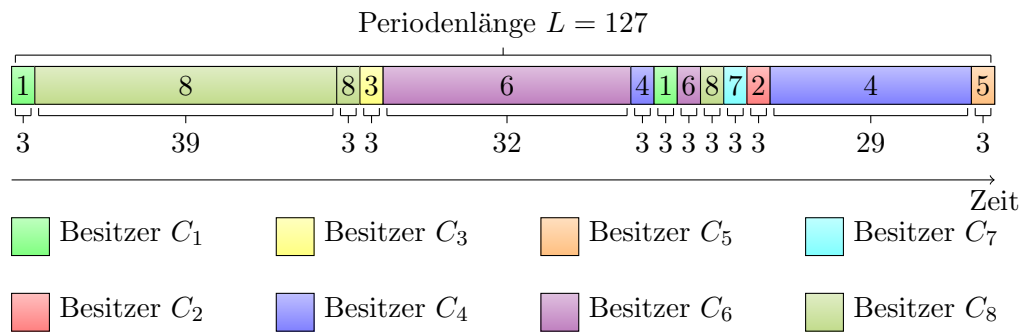 Periodenlänge L = 127
1 8 8 3 6 4 1 6 8 7 2 4 5
3 39 3 3 32 3 3 3 3 3 3 29 3
Zeit
Besitzer C1 Besitzer C3 Besitzer C5 Besitzer C7
Besitzer C2 Besitzer C4 Besitzer C6 Besitzer C8